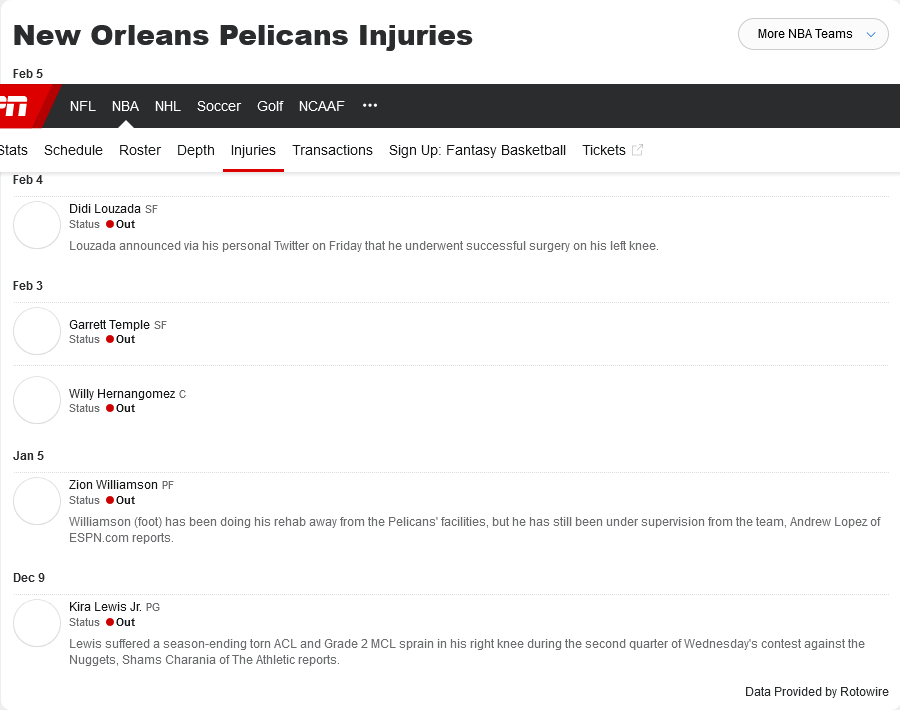 New Orleans Pelicans Injuries
More NBA Teams
Feb 5
NFL NBA NHL Soccer Golf NCAAF •••
Stats Schedule Roster Depth Injuries Transactions Sign Up: Fantasy Basketball Tickets
Feb 4
Didi Louzada SF
Status Out
Louzada announced via his personal Twitter on Friday that he underwent successful surgery on his left knee.
Feb 3
Garrett Temple SF
Status Out
Willy Hernangomez C
Status Out
Jan 5
Zion Williamson PF
Status Out
Williamson (foot) has been doing his rehab away from the Pelicans' facilities, but he has still been under supervision from the team, Andrew Lopez of
ESPN.com reports.
Dec 9
Kira Lewis Jr. PG
Status Out
Lewis suffered a season-ending torn ACL and Grade 2 MCL sprain in his right knee during the second quarter of Wednesday's contest against the
Nuggets, Shams Charania of The Athletic reports.
Data Provided by Rotowire